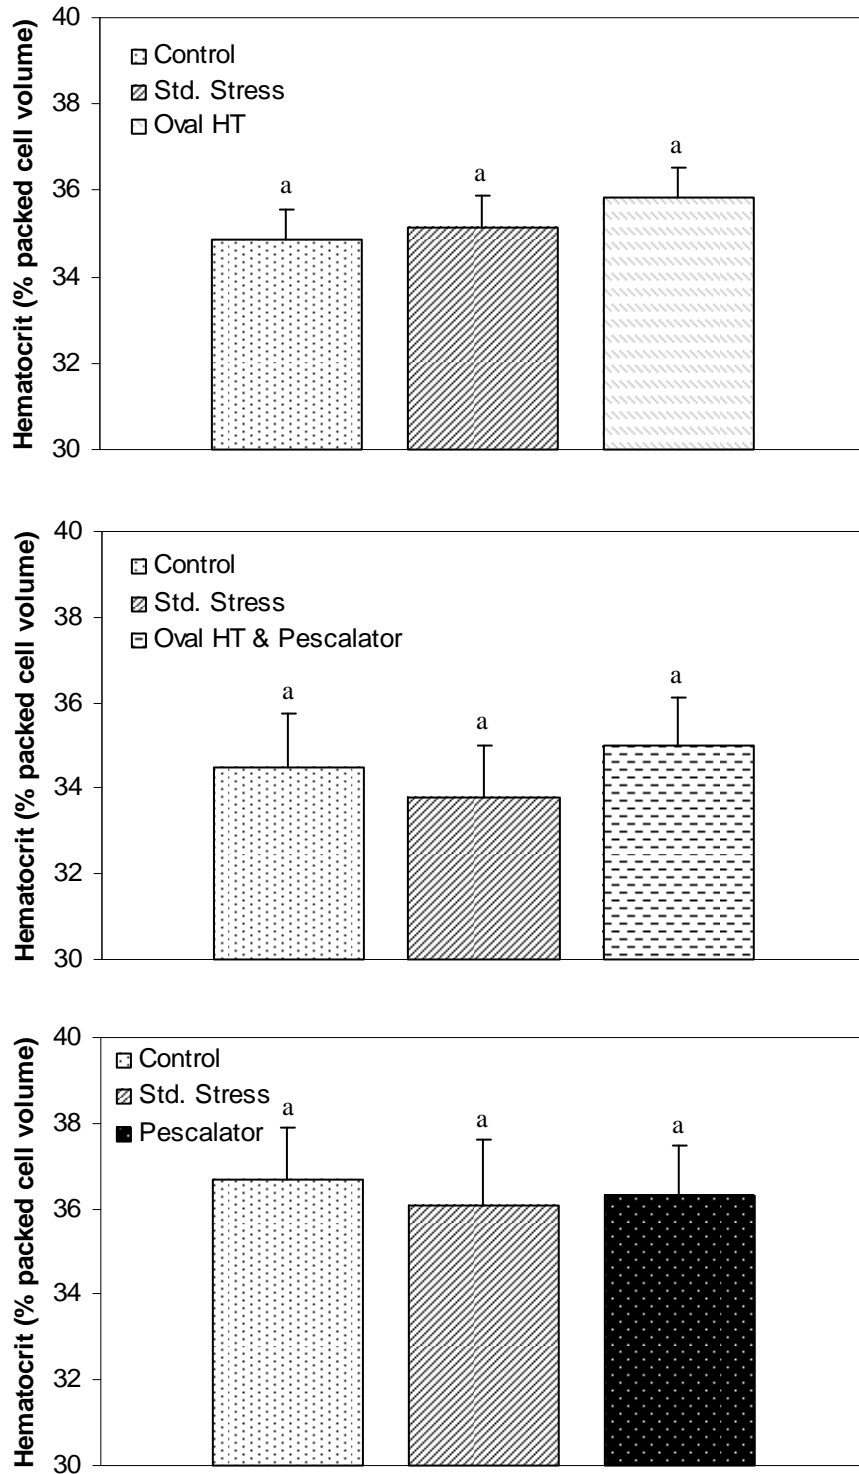 Hematocrit (% packed cell volume)
40
38
36
34
32
30
Control
Std. Stress
Oval HT
a
a
a
Hematocrit (% packed cell volume)
40
38
36
34
32
30
Control
Std. Stress
Oval HT & Pescalator
a
a
a
Hematocrit (% packed cell volume)
40
38
36
34
32
30
Control
Std. Stress
Pescalator
a
a
a